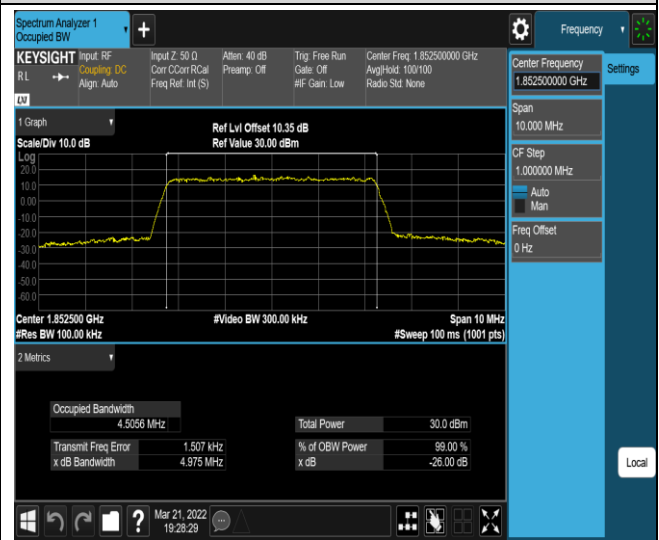 Spectrum Analyzer 1
Occupied BW
+
Frequency
KEYSIGHT
RL
LXI
Input: RF
Coupling: DC
Align: Auto
Input Z: 50 Ω
Corr CCorr RCal
Freq Ref: Int (S)
Atten: 40 dB
Preamp: Off
Trig: Free Run
Gate: Off
#IF Gain: Low
Center Freq: 1.852500000 GHz
Avg|Hold: 100/100
Radio Std: None
Center Frequency
1.852500000 GHz
Settings
Span
10.000 MHz
CF Step
1.000000 MHz
Auto
Man
Freq Offset
0 Hz
1 Graph
Scale/Div 10.0 dB
Ref Lvl Offset 10.35 dB
Ref Value 30.00 dBm
Log
20.0
10.0
0.00
-10.0
-20.0
-30.0
-40.0
-50.0
-60.0
Center 1.852500 GHz
#Video BW 300.00 kHz
Span 10 MHz
#Res BW 100.00 kHz
#Sweep 100 ms (1001 pts)
2 Metrics
Occupied Bandwidth
4.5056 MHz
Total Power 30.0 dBm
Transmit Freq Error 1.507 kHz
% of OBW Power 99.00 %
x dB Bandwidth 4.975 MHz
x dB -26.00 dB
Local
?
Mar 21, 2022
19:28:29